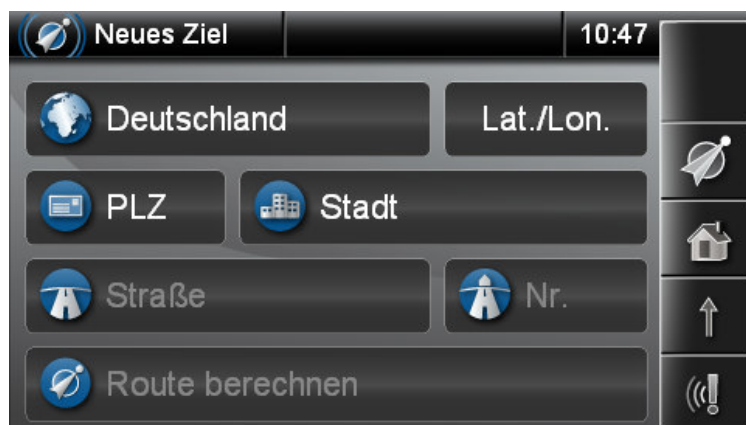 Neues Ziel 10:47
Deutschland Lat./Lon.
PLZ Stadt
Straße Nr.
Route berechnen